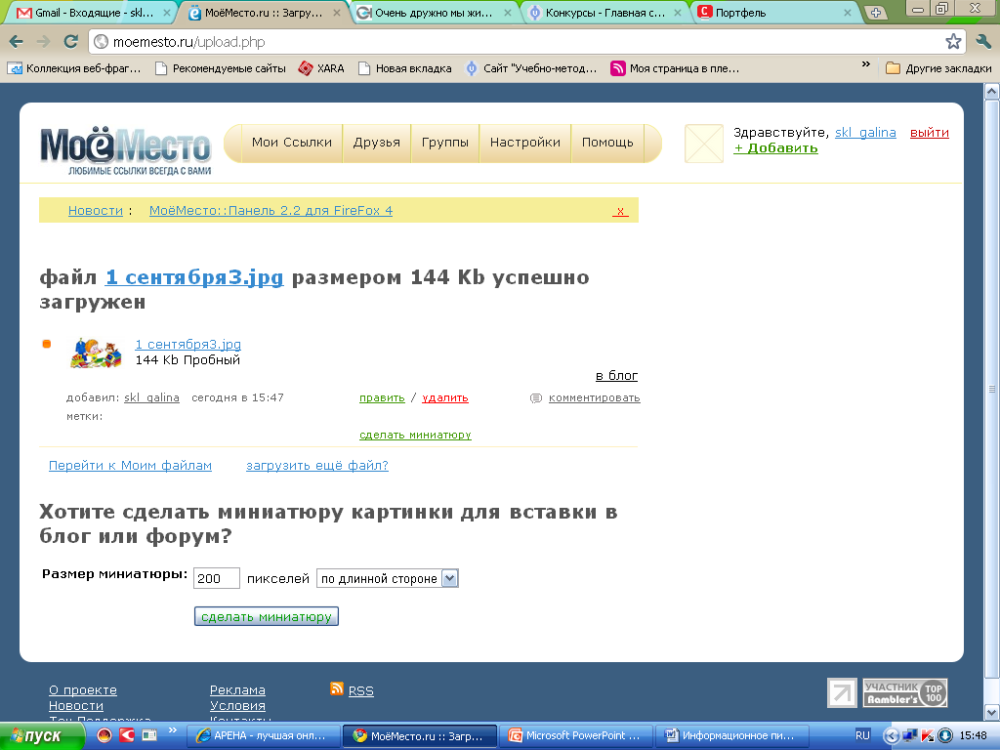 Gmail - Входящие - skl...
МоёМесто.ru :: Загру...
Очень дружно мы жи...
Конкурсы - Главная с...
Портфель
moemesto.ru/upload.php
Коллекция веб-фраг...
Рекомендуемые сайты
XARA
Новая вкладка
Сайт "Учебно-метод...
Моя страница в пле...
»
Другие закладки
МоёМесто
ЛЮБИМЫЕ ССЫЛКИ ВСЕГДА С ВАМИ
Мои Ссылки
Друзья
Группы
Настройки
Помощь
Здравствуйте, skl_galina выйти
+ Добавить
Новости : МоёМесто::Панель 2.2 для FireFox 4 x
файл 1 сентября3.jpg размером 144 Kb успешно
загружен
1 сентября3.jpg
144 Kb Пробный
в блог
добавил: skl_galina сегодня в 15:47 править / удалить комментировать
метки:
сделать миниатюру
Перейти к Моим файлам загрузить ещё файл?
Хотите сделать миниатюру картинки для вставки в
блог или форум?
Размер миниатюры: 200 пикселей по длинной стороне
сделать миниатюру
О проекте Реклама RSS
Новости Условия
Тех Поддержка Контакты
УЧАСТНИК Rambler's TOP 100
пуск
»
АРЕНА - лучшая онл...
МоёМесто.ru :: Загр...
Microsoft PowerPoint ...
Информационное пи...
RU
15:48